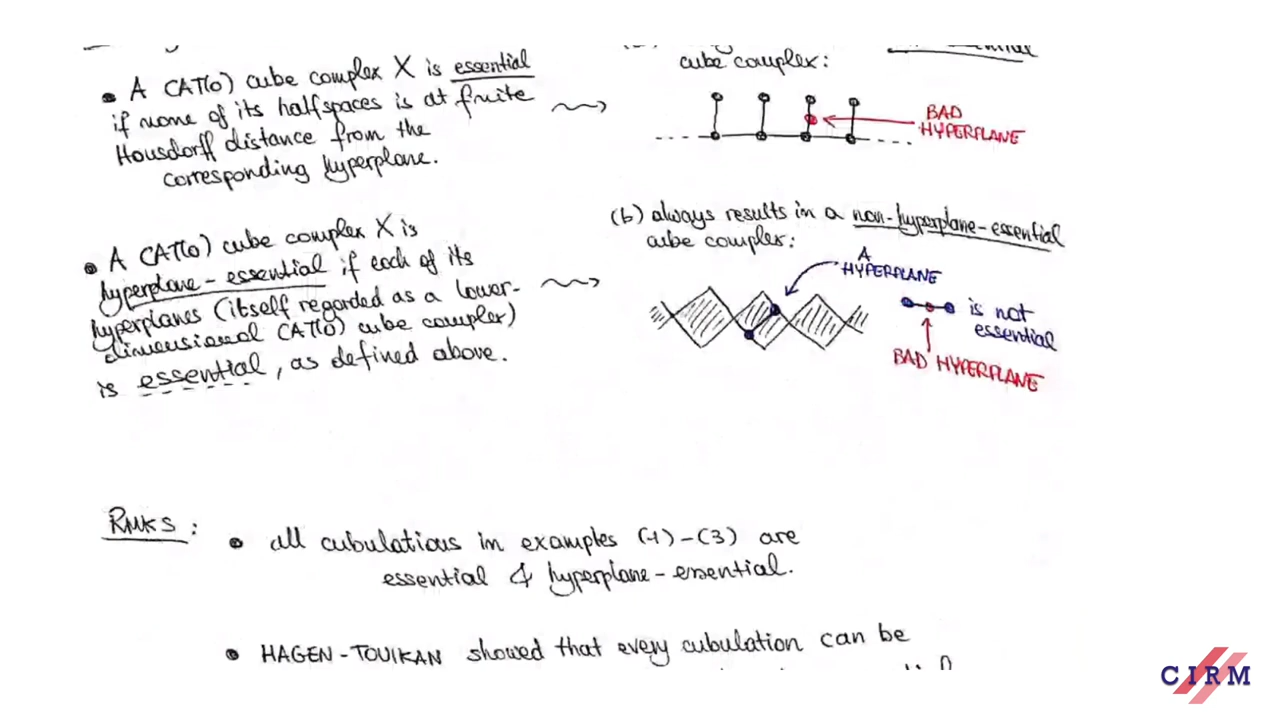 • A CAT(0) cube complex X is essential
if none of its halfspaces is at finite
Housdorff distance from the
corresponding hyperplane.
cube complex:
BAD
HYPERPLANE
• A CAT(0) cube complex X is
hyperplane-essential if each of its
hyperplanes (itself regarded as a lower-
dimensional CAT(0) cube complex)
is essential, as defined above.
(b) always results in a non-hyperplane-essential
cube complex:
A
HYPERPLANE
is not
essential
BAD HYPERPLANE
RMKS:
• all cubulations in examples (1)-(3) are
essential & hyperplane-essential.
• HAGEN-TOUIKAN showed that every cubulation can be
CIRM